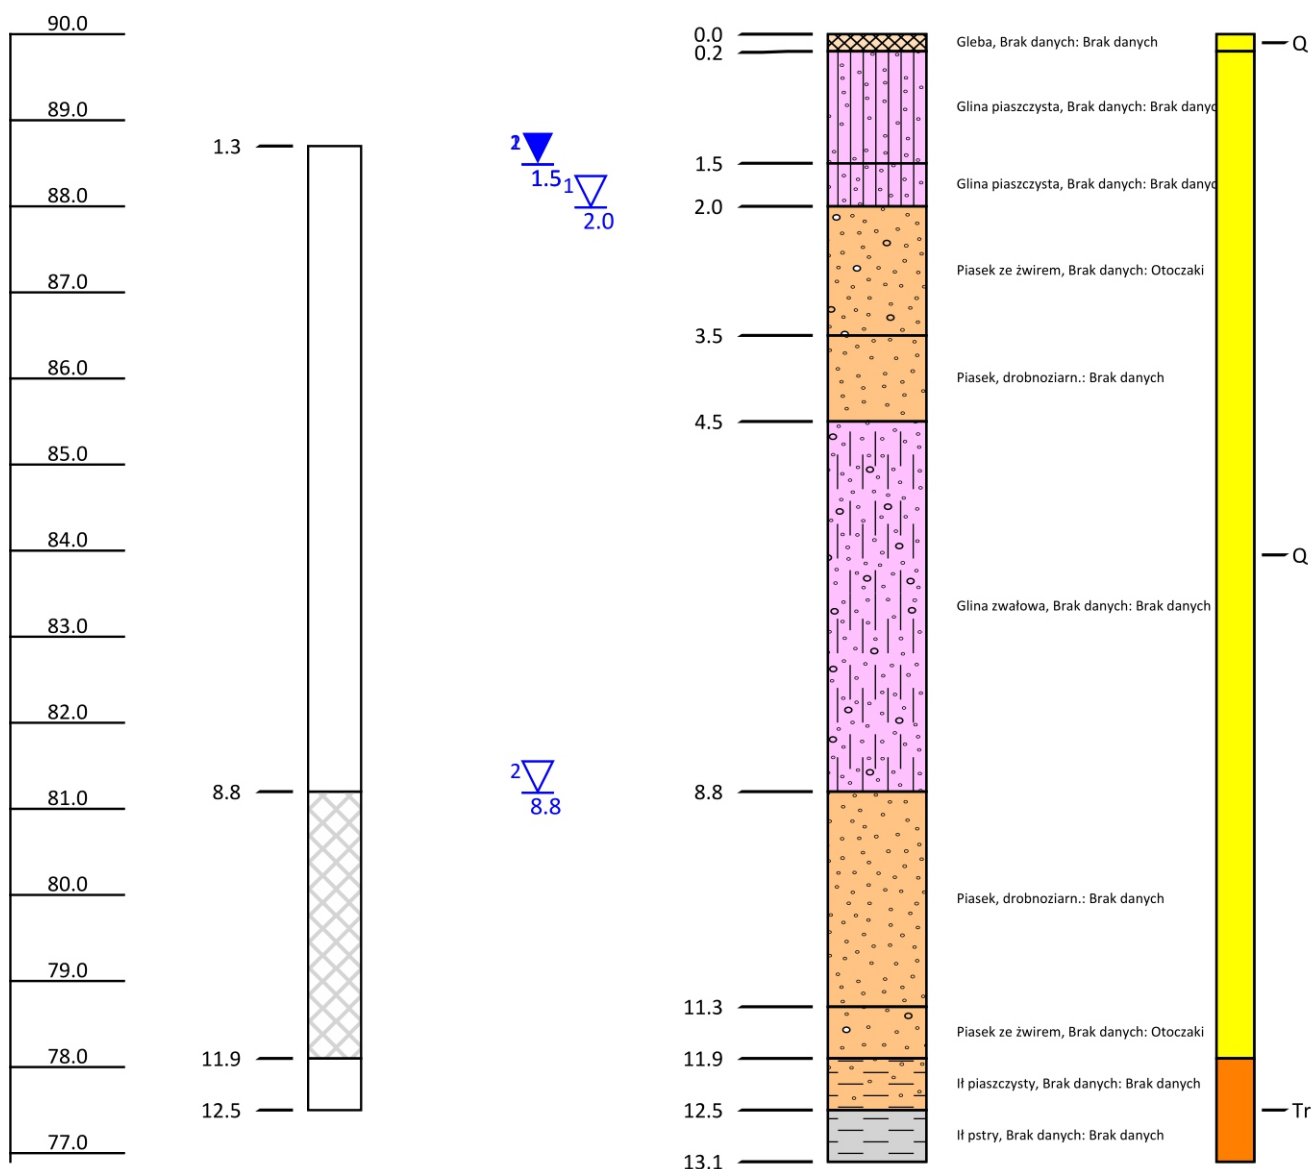 90.0
89.0
88.0
87.0
86.0
85.0
84.0
83.0
82.0
81.0
80.0
79.0
78.0
77.0
1.3
8.8
11.9
12.5
2
1.5
1
2.0
2
8.8
0.0
0.2
1.5
2.0
3.5
4.5
8.8
11.3
11.9
12.5
13.1
Gleba, Brak danych: Brak danych
Glina piaszczysta, Brak danych: Brak danyc
Glina piaszczysta, Brak danych: Brak danyc
Piasek ze żwirem, Brak danych: Otoczaki
Piasek, drobnoziarn.: Brak danych
Glina zwałowa, Brak danych: Brak danych
Piasek, drobnoziarn.: Brak danych
Piasek ze żwirem, Brak danych: Otoczaki
Ił piaszczysty, Brak danych: Brak danych
Ił pstry, Brak danych: Brak danych
Q
Q
Tr